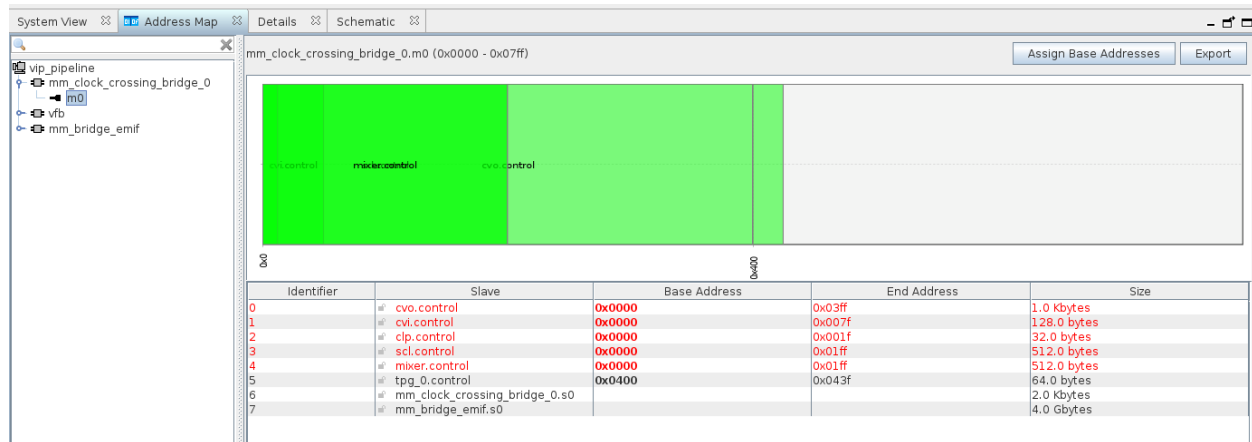 System View Address Map Details Schematic
mm_clock_crossing_bridge_0.m0 (0x0000 - 0x07ff) Assign Base Addresses Export
vip_pipeline
mm_clock_crossing_bridge_0
m0
vfb
mm_bridge_emif
cvi.control cvo.control
0x0 0x400
Identifier Slave Base Address End Address Size
0 cvo.control 0x0000 0x03ff 1.0 Kbytes
1 cvi.control 0x0000 0x007f 128.0 bytes
2 clp.control 0x0000 0x001f 32.0 bytes
3 scl.control 0x0000 0x01ff 512.0 bytes
4 mixer.control 0x0000 0x01ff 512.0 bytes
5 tpg_0.control 0x0400 0x043f 64.0 bytes
6 mm_clock_crossing_bridge_0.s0 2.0 Kbytes
7 mm_bridge_emif.s0 4.0 Gbytes